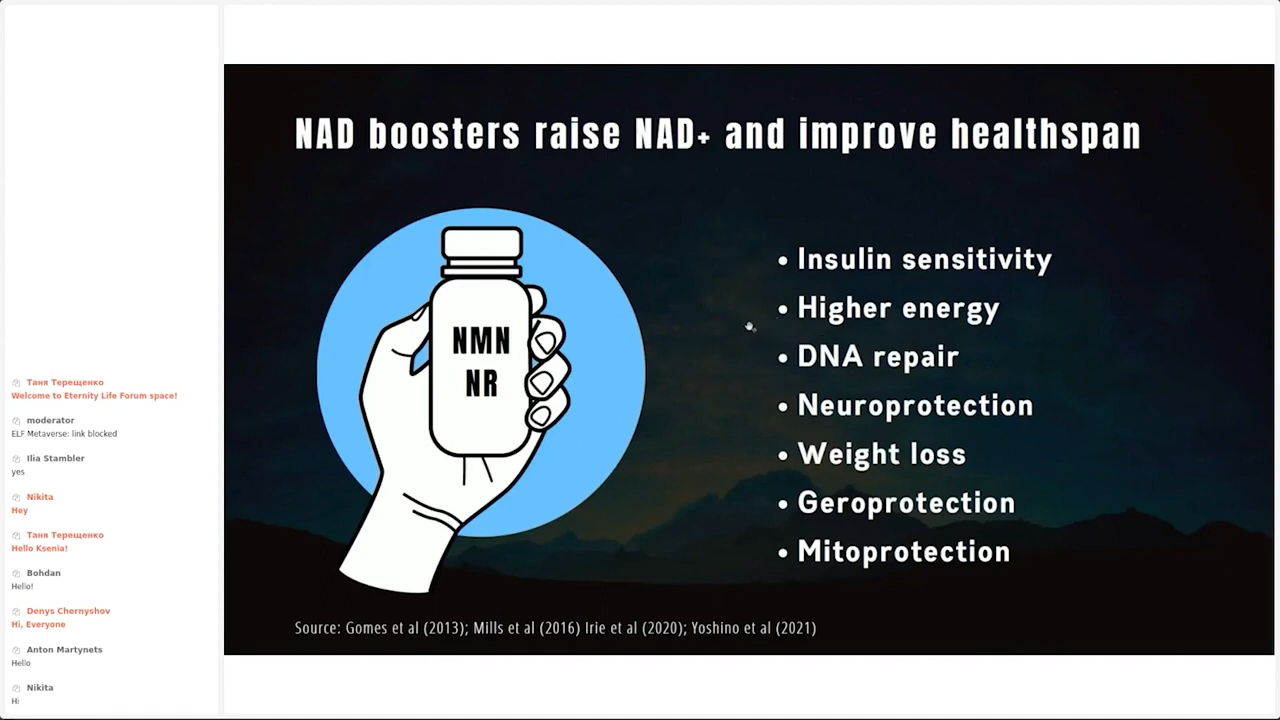 Таня Терещенко
Welcome to Eternity Life Forum space!
moderator
ELF Metaverse: link blocked
Ilia Stambler
yes
Nikita
Hey
Таня Терещенко
Hello Ksenia!
Bohdan
Hello!
Denys Chernyshov
Hi, Everyone
Anton Martynets
Hello
Nikita
Hi
NAD boosters raise NAD+ and improve healthspan
NMN
NR
• Insulin sensitivity
• Higher energy
• DNA repair
• Neuroprotection
• Weight loss
• Geroprotection
• Mitoprotection
Source: Gomes et al (2013); Mills et al (2016) Irie et al (2020); Yoshino et al (2021)